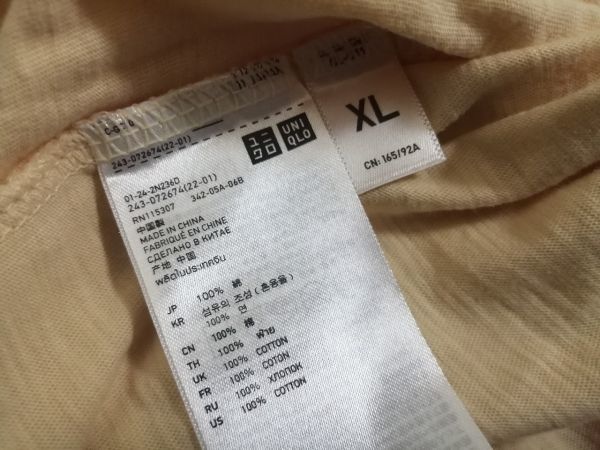 243-072674(22-01)
ユニクロ
UNIQLO
XL
CN: 165/92A
01-24-2N236D
243-072674(22-01)
RN115307 342-05A-06B
中国製
MADE IN CHINA
FABRIQUÉ EN CHINE
СДЕЛАНО В КИТАЕ
产地 中国
ผลิตในประเทศจีน
JP 100% 綿
KR 섬유의 조성 (혼용율)
100% 면
CN 100% 棉
TH 100% ฝ้าย
UK 100% COTTON
FR 100% COTON
RU 100% ХЛОПОК
US 100% COTTON